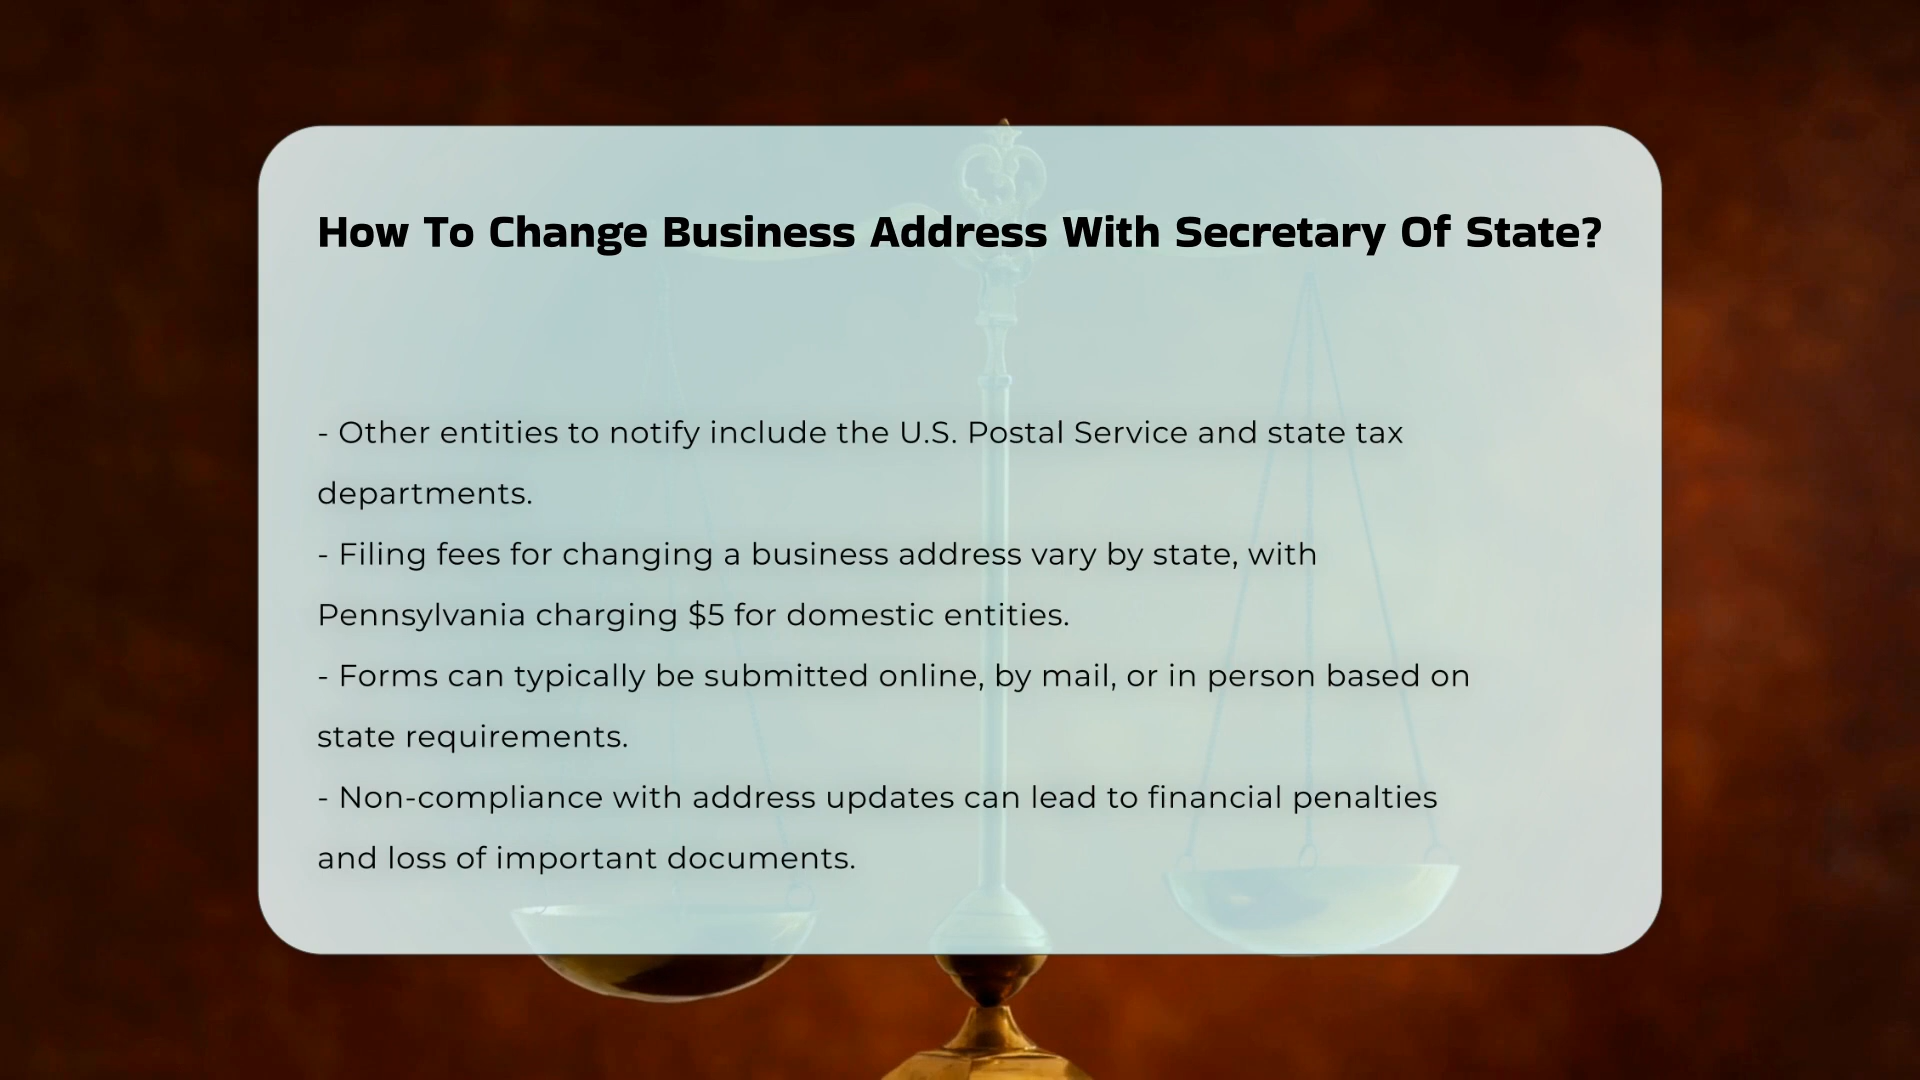 How To Change Business Address With Secretary Of State?
- Other entities to notify include the U.S. Postal Service and state tax
departments.
- Filing fees for changing a business address vary by state, with
Pennsylvania charging $5 for domestic entities.
- Forms can typically be submitted online, by mail, or in person based on
state requirements.
- Non-compliance with address updates can lead to financial penalties
and loss of important documents.